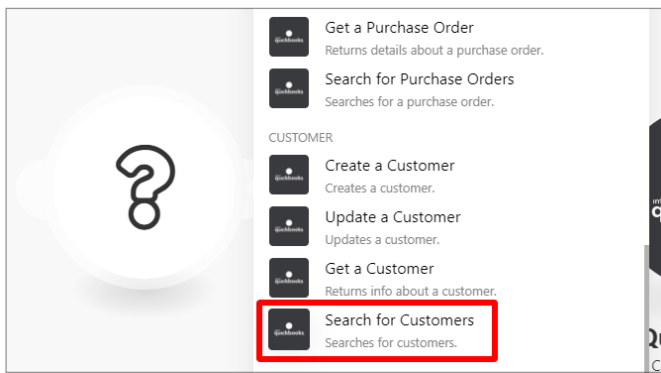 Get a Purchase Order
Returns details about a purchase order.
Search for Purchase Orders
Searches for a purchase order.
CUSTOMER
Create a Customer
Creates a customer.
Update a Customer
Updates a customer.
Get a Customer
Returns info about a customer.
Search for Customers
Searches for customers.